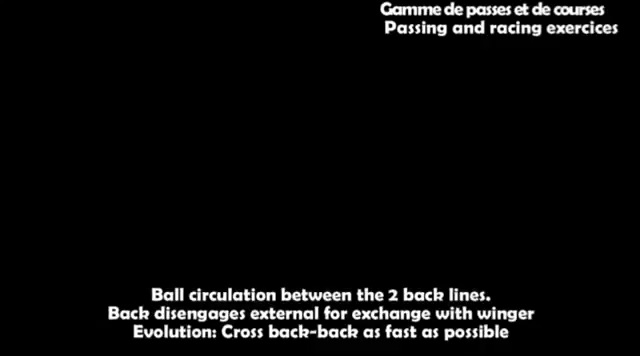 Gamme de passes et de courses
Passing and racing exercices
Ball circulation between the 2 back lines.
Back disengages external for exchange with winger
Evolution: Cross back-back as fast as possible